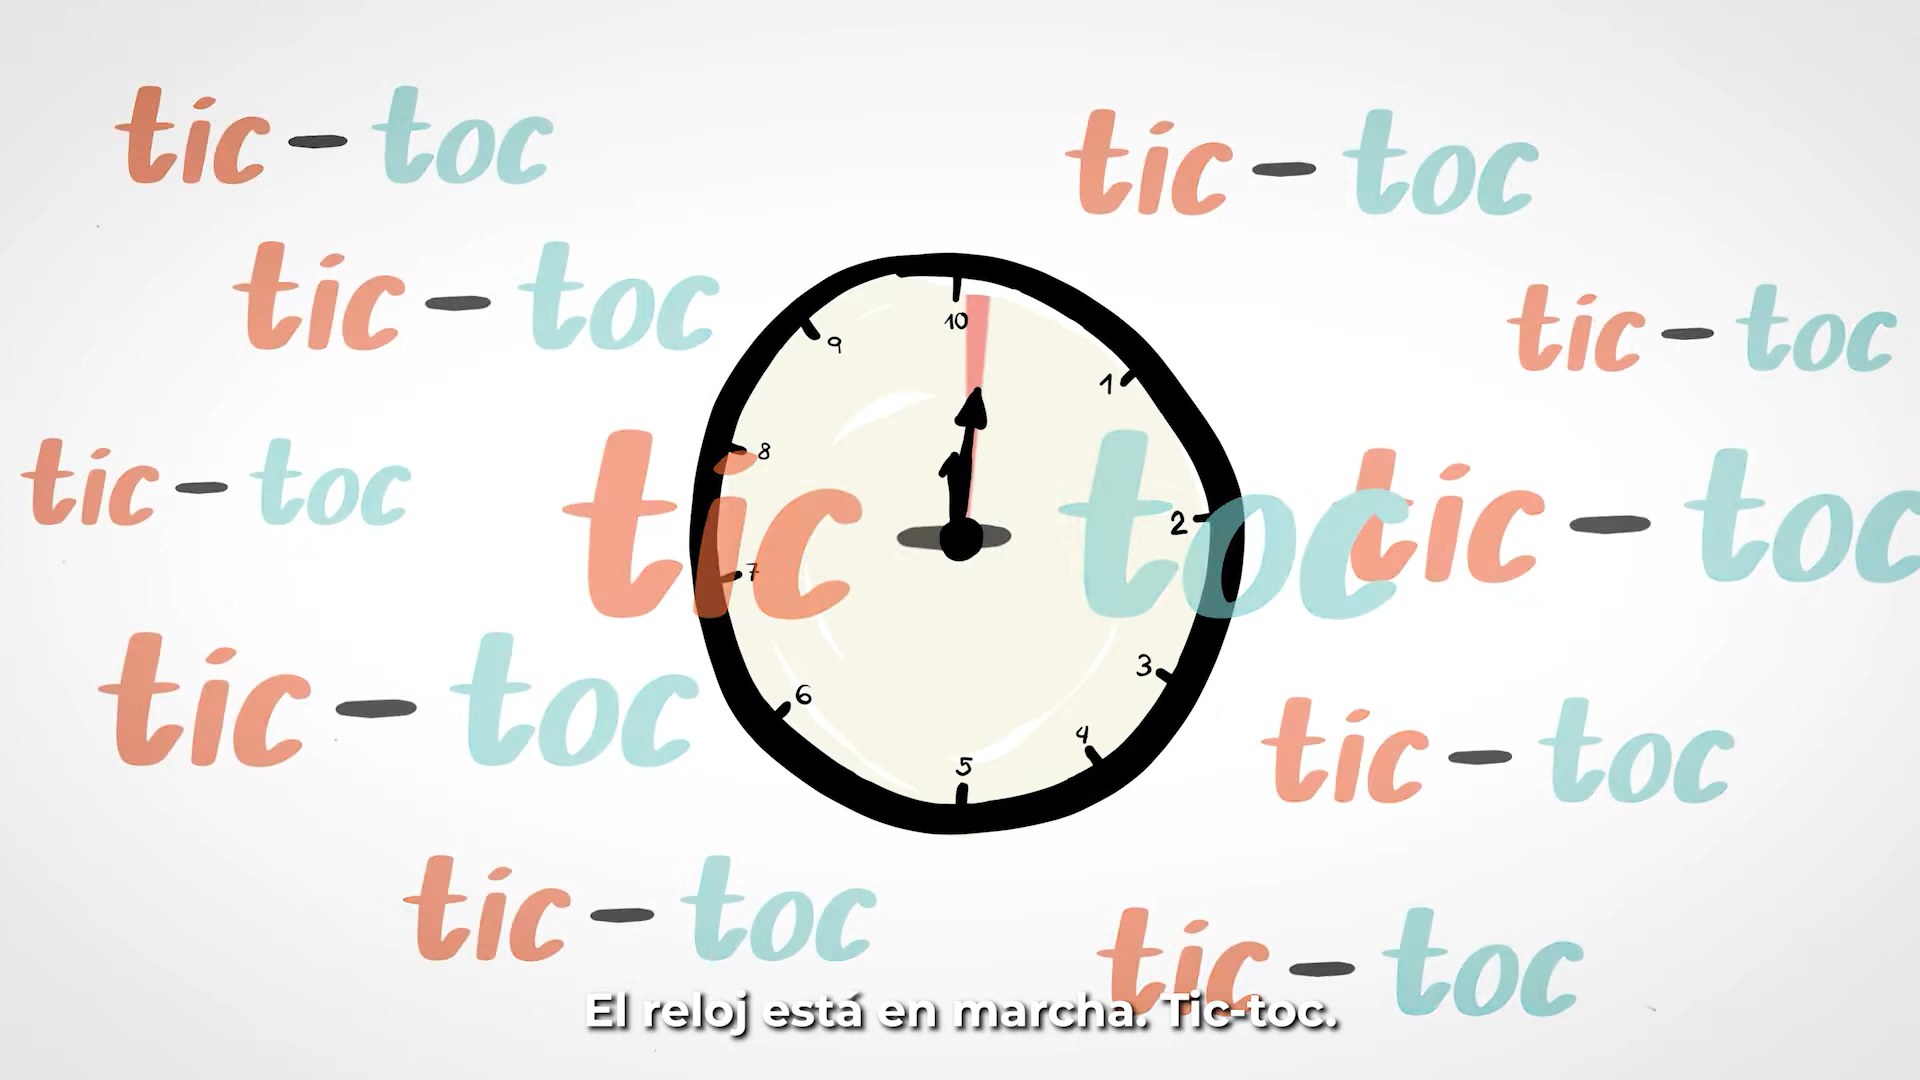 tic - toc
tic - toc
tic - toc
tic - toc
10
9
1
8
2
7
3
6
4
5
tic - toc
tic - toc
tic - toc
tic - toc
tic - toc
tic - toc
tic - toc
El reloj está en marcha. Tic-toc.